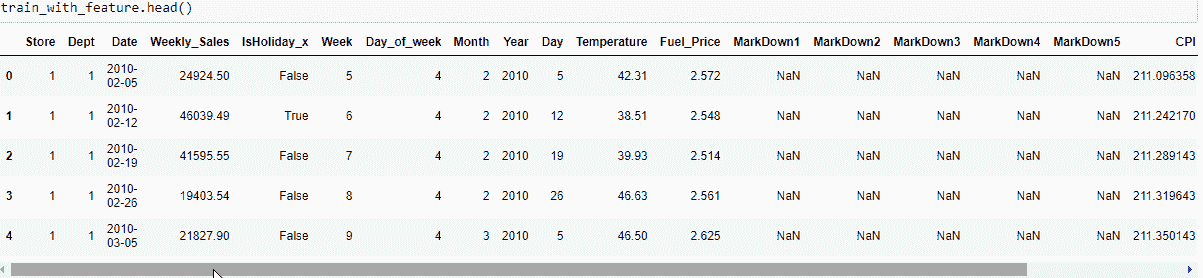 train_with_feature.head()
Store Dept Date Weekly_Sales IsHoliday_x Week Day_of_week Month Year Day Temperature Fuel_Price MarkDown1 MarkDown2 MarkDown3 MarkDown4 MarkDown5 CPI
0 1 1 2010-02-05 24924.50 False 5 4 2 2010 5 42.31 2.572 NaN NaN NaN NaN NaN 211.096358
1 1 1 2010-02-12 46039.49 True 6 4 2 2010 12 38.51 2.548 NaN NaN NaN NaN NaN 211.242170
2 1 1 2010-02-19 41595.55 False 7 4 2 2010 19 39.93 2.514 NaN NaN NaN NaN NaN 211.289143
3 1 1 2010-02-26 19403.54 False 8 4 2 2010 26 46.63 2.561 NaN NaN NaN NaN NaN 211.319643
4 1 1 2010-03-05 21827.90 False 9 4 3 2010 5 46.50 2.625 NaN NaN NaN NaN NaN 211.350143